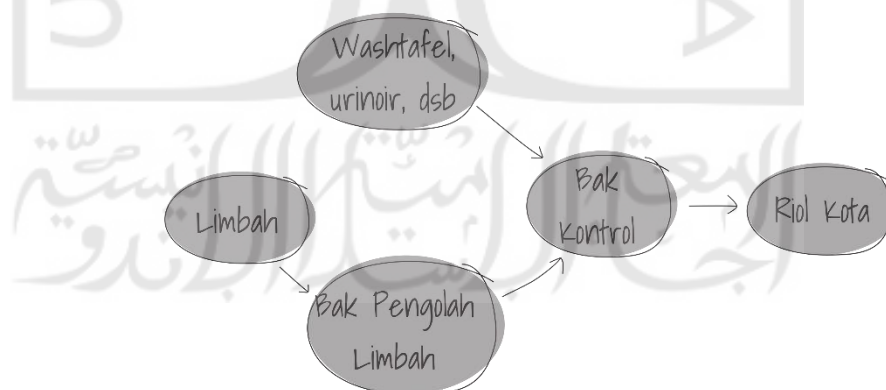 Washtafel,
urinoir, dsb
Limbah
Bak Pengolah
Limbah
Bak
Kontrol
Riol Kota